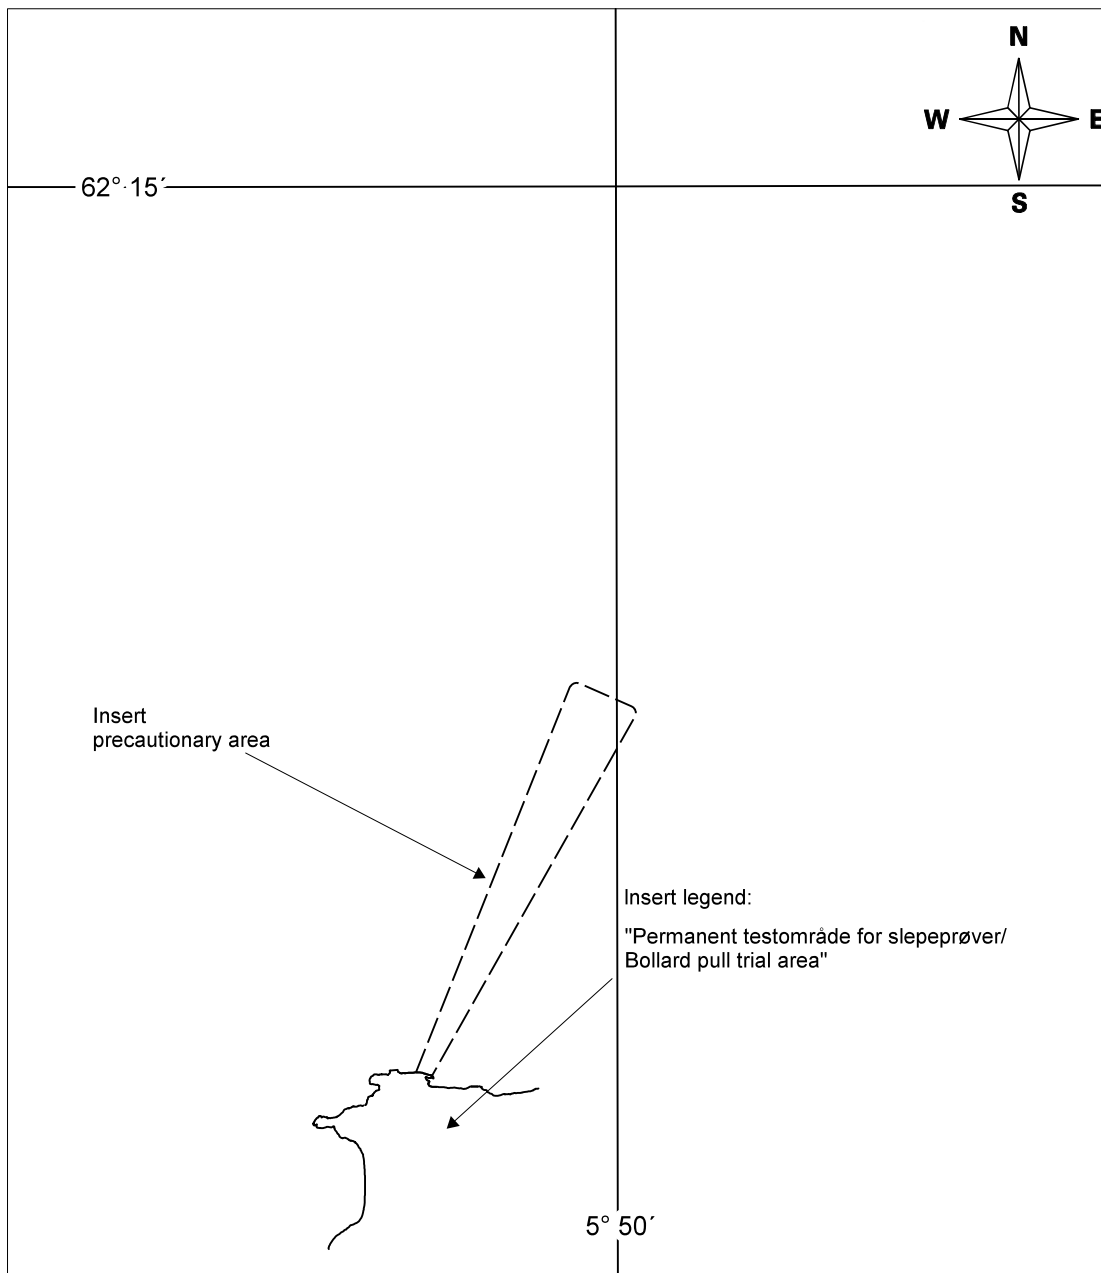 N
W E
S
62° 15´
Insert
precautionary area
Insert legend:
"Permanent testområde for slepeprøver/
Bollard pull trial area"
5° 50´